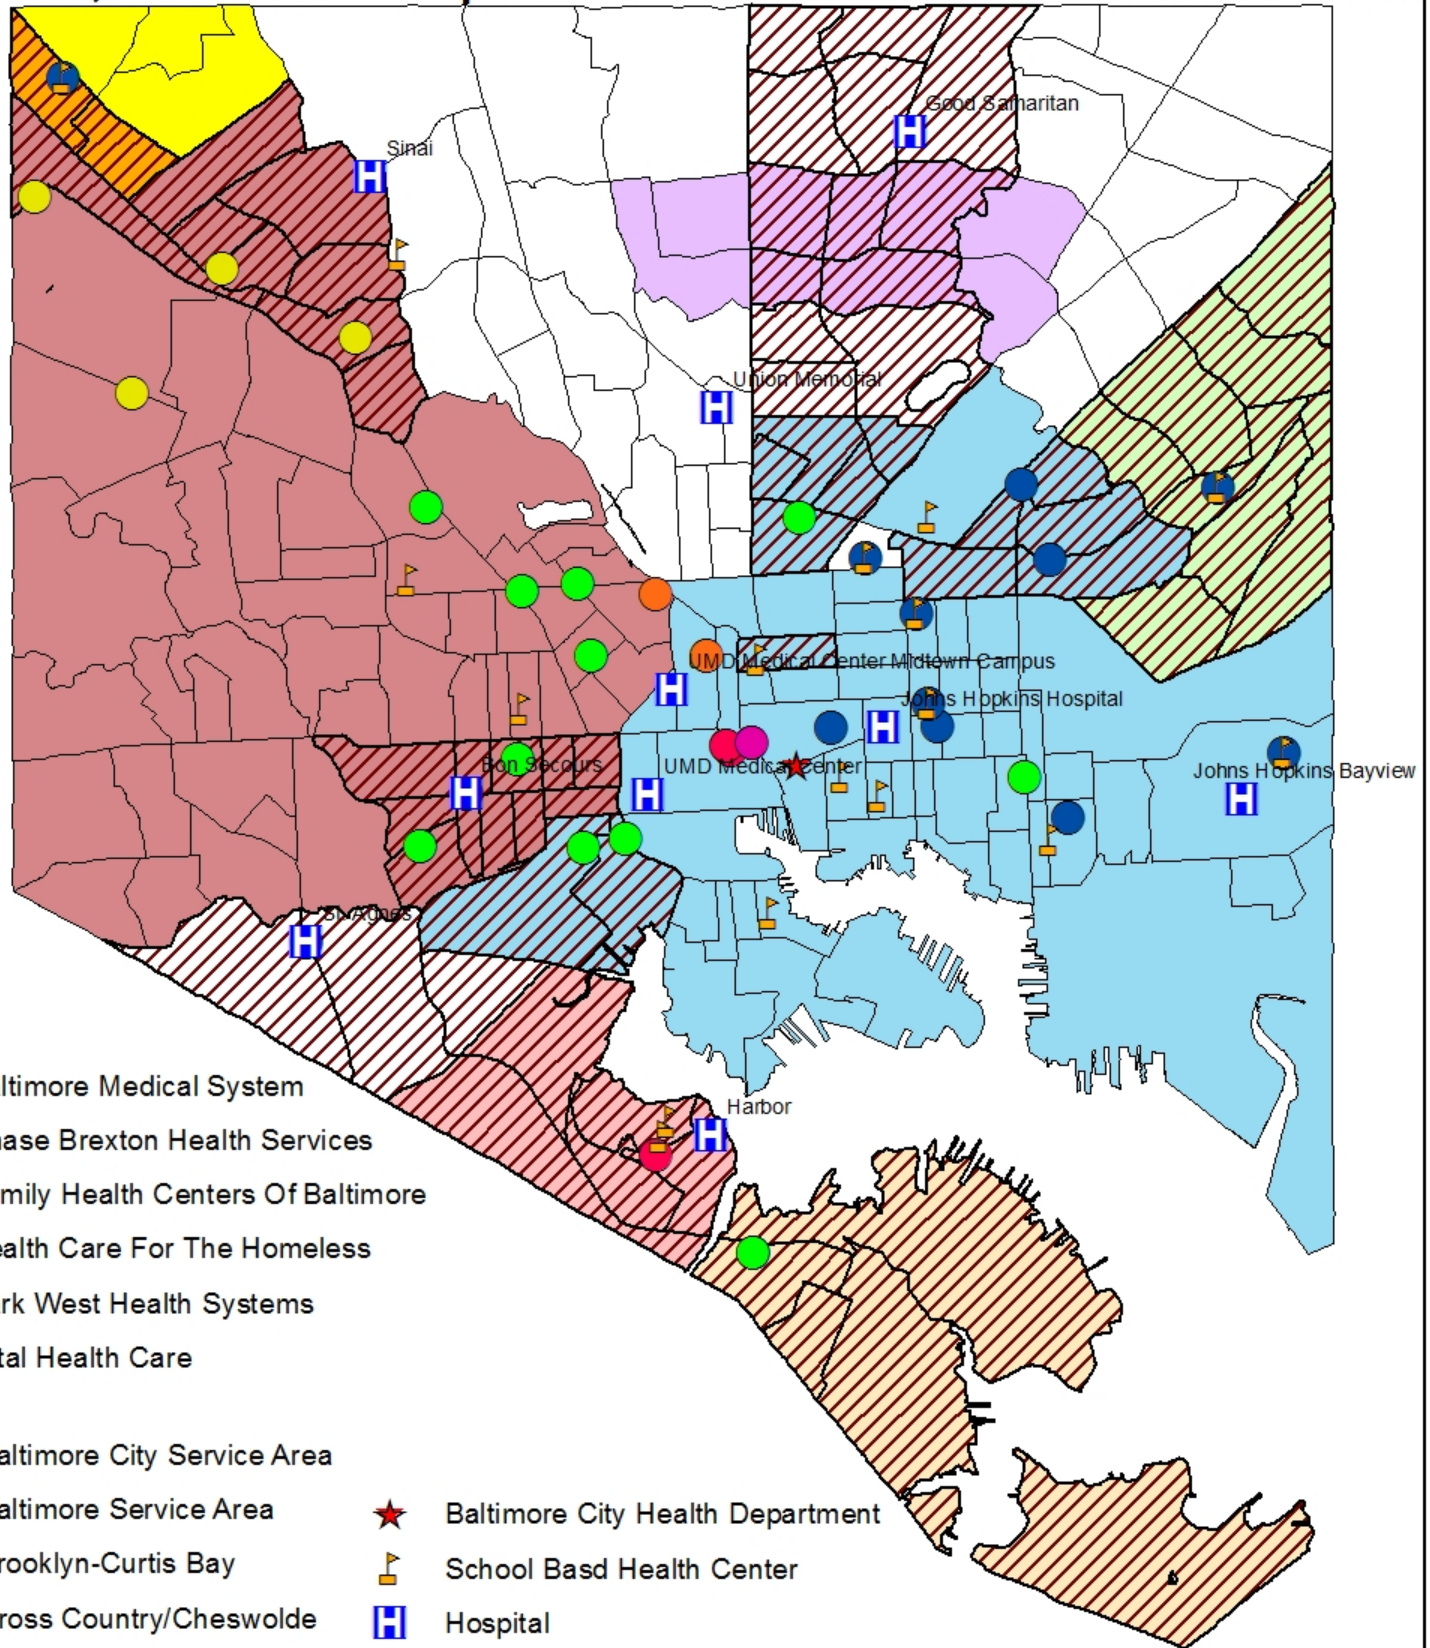 Good Samaritan
Sinai
Union Memorial
UMD Medical Center Midtown Campus
Johns Hopkins Hospital
Bon Secours
UMD Medical Center
Johns Hopkins Bayview
St. Agnes
Harbor
ltimore Medical System
ase Brexton Health Services
mily Health Centers Of Baltimore
ealth Care For The Homeless
rk West Health Systems
tal Health Care
altimore City Service Area
altimore Service Area
rooklyn-Curtis Bay
ross Country/Cheswolde
Baltimore City Health Department
School Basd Health Center
Hospital